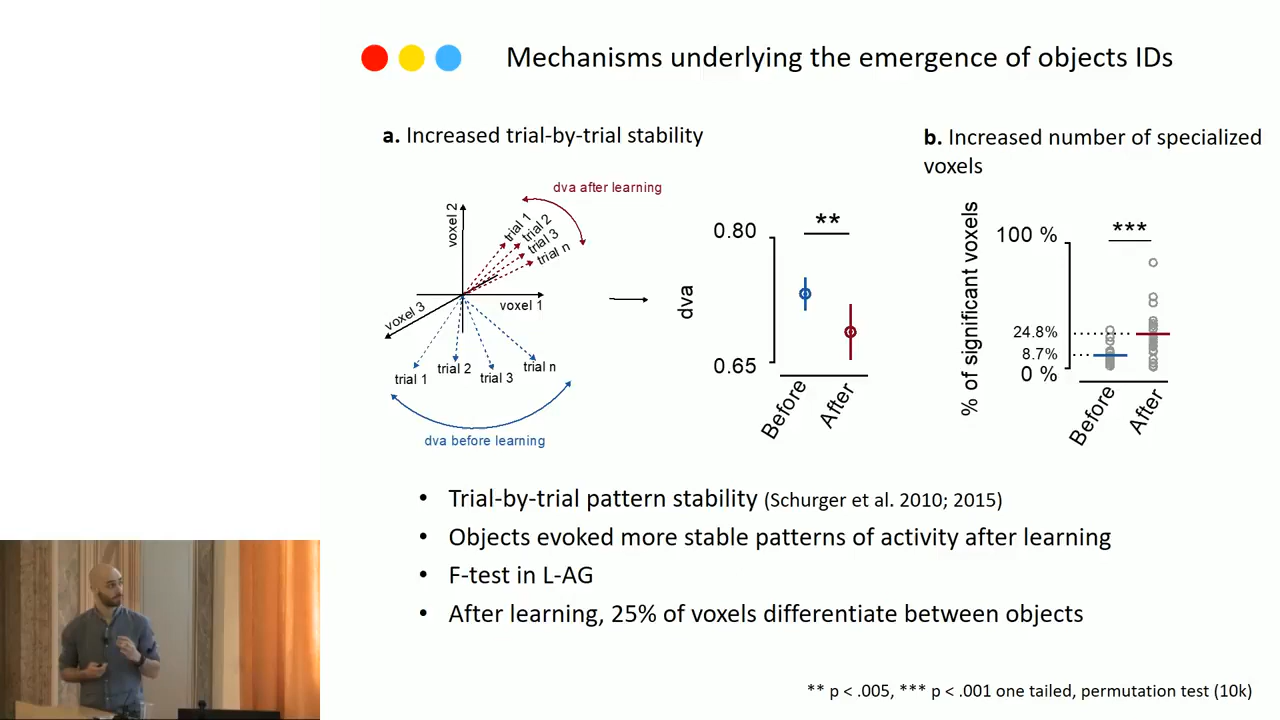 Mechanisms underlying the emergence of objects IDs
a. Increased trial-by-trial stability
dva after learning
voxel 2
trial 1
trial 2
trial 3
trial n
voxel 1
voxel 3
trial 1
trial 2
trial 3
trial n
dva before learning
0.80
**
dva
0.65
Before
After
b. Increased number of specialized
voxels
% of significant voxels
100 %
***
24.8%
8.7%
0 %
Before
After
• Trial-by-trial pattern stability (Schurger et al. 2010; 2015)
• Objects evoked more stable patterns of activity after learning
• F-test in L-AG
• After learning, 25% of voxels differentiate between objects
** p < .005, *** p < .001 one tailed, permutation test (10k)